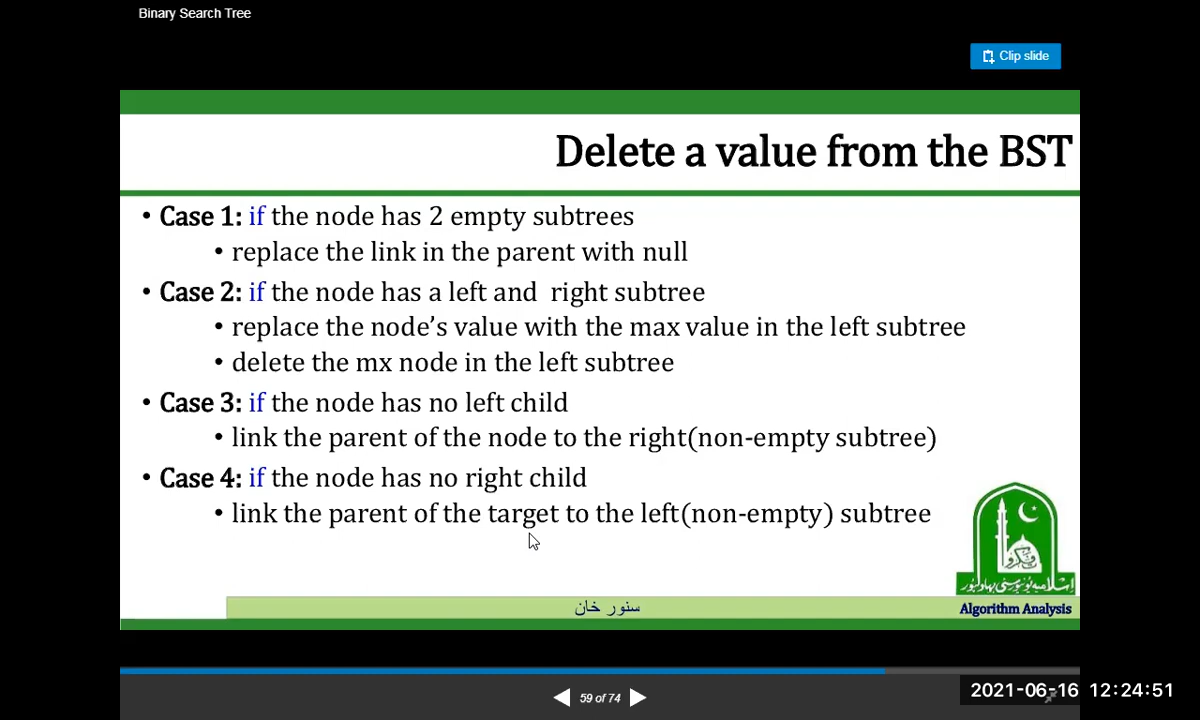 Binary Search Tree
Clip slide
Delete a value from the BST
• Case 1: if the node has 2 empty subtrees
• replace the link in the parent with null
• Case 2: if the node has a left and right subtree
• replace the node's value with the max value in the left subtree
• delete the mx node in the left subtree
• Case 3: if the node has no left child
• link the parent of the node to the right(non-empty subtree)
• Case 4: if the node has no right child
• link the parent of the target to the left(non-empty) subtree
اسلامیہ یونیورسٹی بہاولپور
سنور خان
Algorithm Analysis
59 of 74
2021-06-16 12:24:51